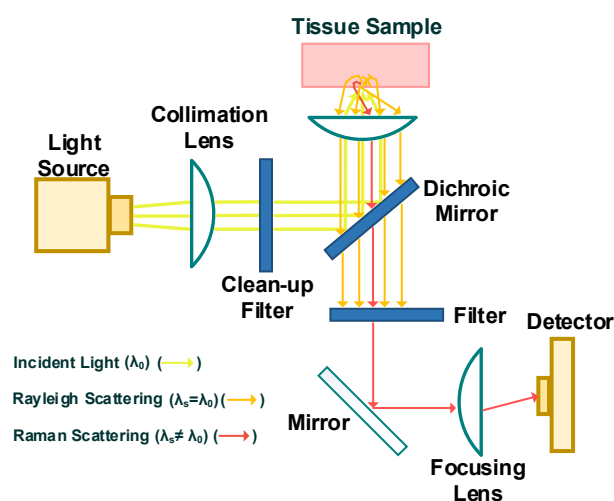 Tissue Sample
Collimation
Lens
Light
Source
Dichroic
Mirror
Clean-up
Filter
Filter
Detector
Incident Light (λ₀) (→)
Rayleigh Scattering (λₛ=λ₀)(→)
Raman Scattering (λₛ≠ λ₀) (→)
Mirror
Focusing
Lens